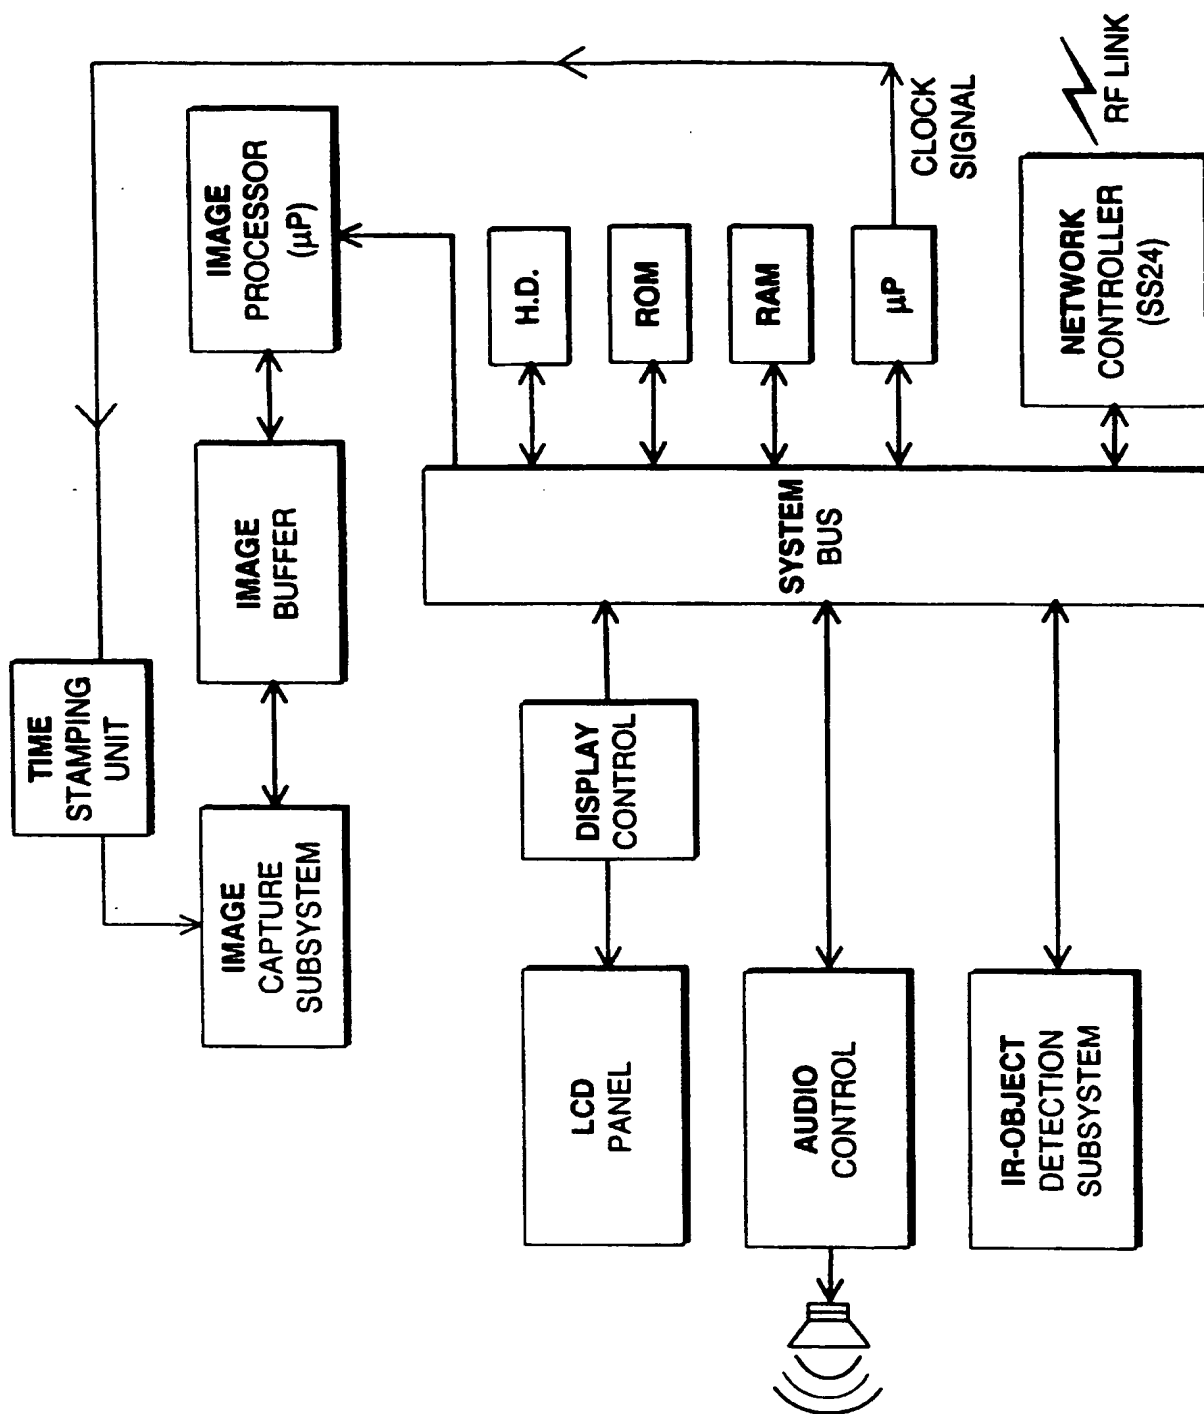 TIME
STAMPING
UNIT
IMAGE
CAPTURE
SUBSYSTEM
IMAGE
BUFFER
IMAGE
PROCESSOR
(µP)
LCD
PANEL
DISPLAY
CONTROL
H.D.
ROM
RAM
µP
CLOCK
SIGNAL
SYSTEM
BUS
AUDIO
CONTROL
IR-OBJECT
DETECTION
SUBSYSTEM
NETWORK
CONTROLLER
(SS24)
RF LINK